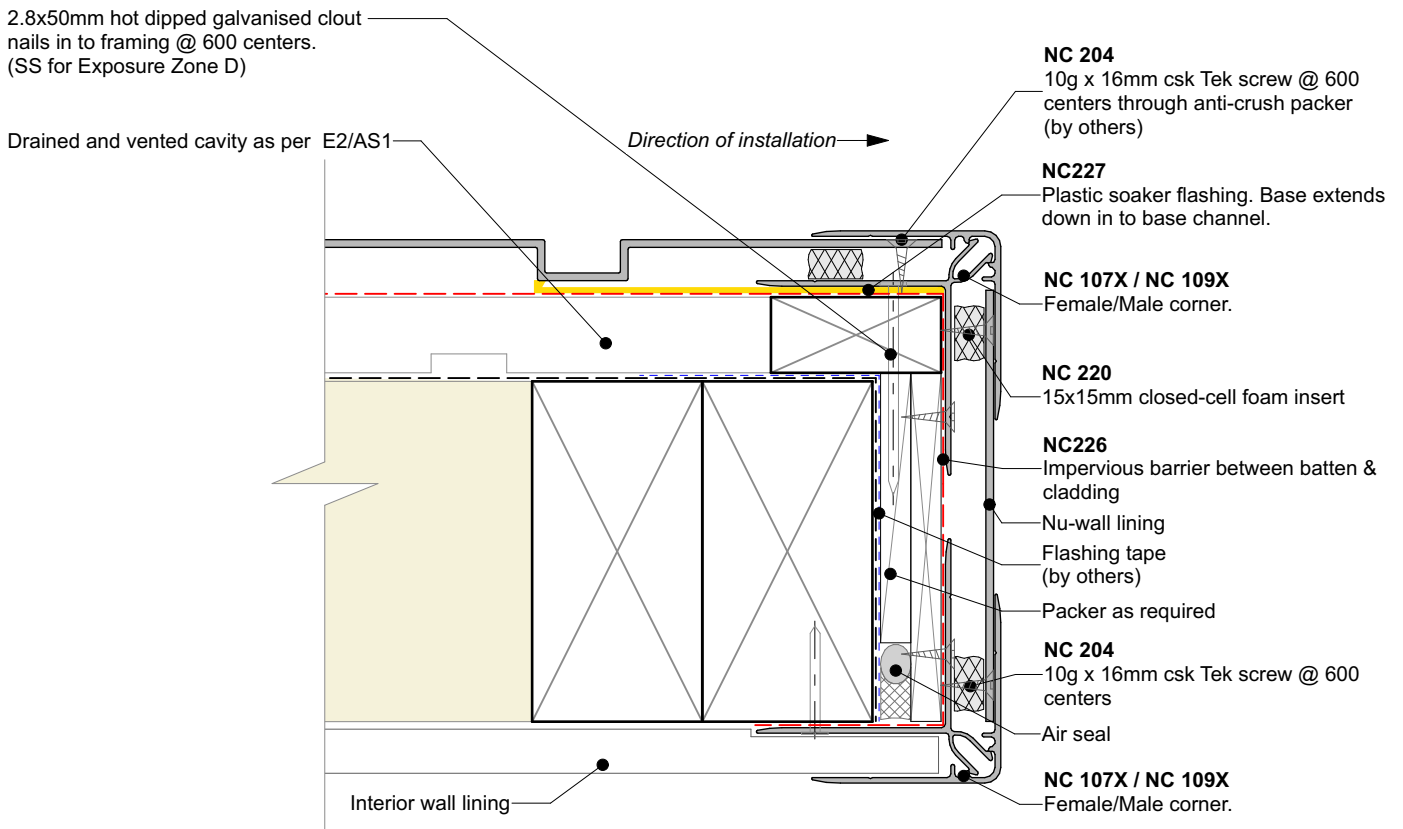 2.8x50mm hot dipped galvanised clout
nails in to framing @ 600 centers.
(SS for Exposure Zone D)
Drained and vented cavity as per E2/AS1
Direction of installation
NC 204
10g x 16mm csk Tek screw @ 600
centers through anti-crush packer
(by others)
NC227
Plastic soaker flashing. Base extends
down in to base channel.
NC 107X / NC 109X
Female/Male corner.
NC 220
15x15mm closed-cell foam insert
NC226
Impervious barrier between batten &
cladding
Nu-wall lining
Flashing tape
(by others)
Packer as required
NC 204
10g x 16mm csk Tek screw @ 600
centers
Air seal
NC 107X / NC 109X
Female/Male corner.
Interior wall lining